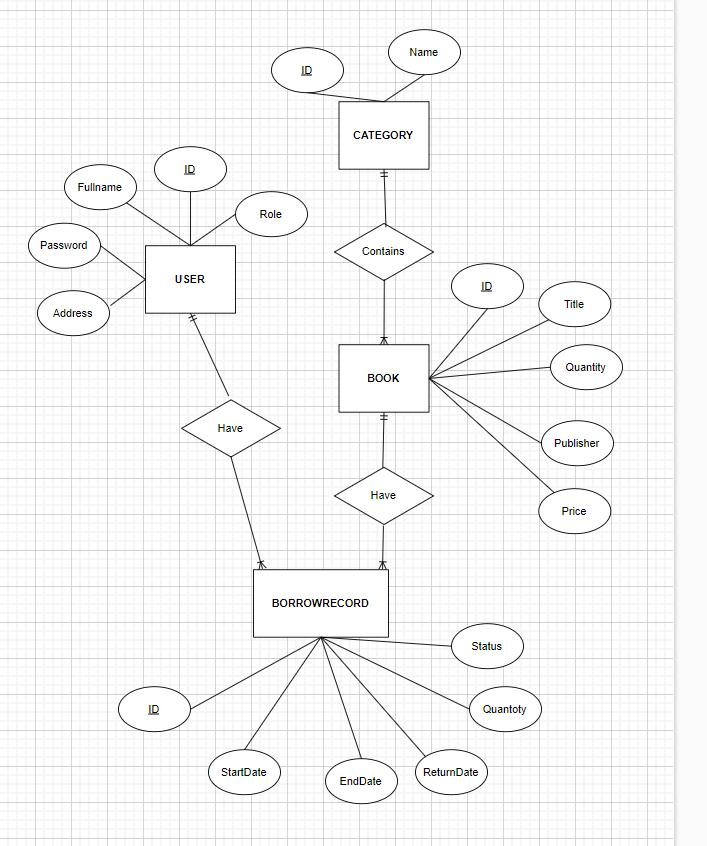 Name
ID
CATEGORY
ID
Fullname
Role
Password
Contains
USER
ID
Title
Address
Quantity
BOOK
Have
Publisher
Have
Price
BORROWRECORD
Status
ID
Quantoty
StartDate
EndDate
ReturnDate